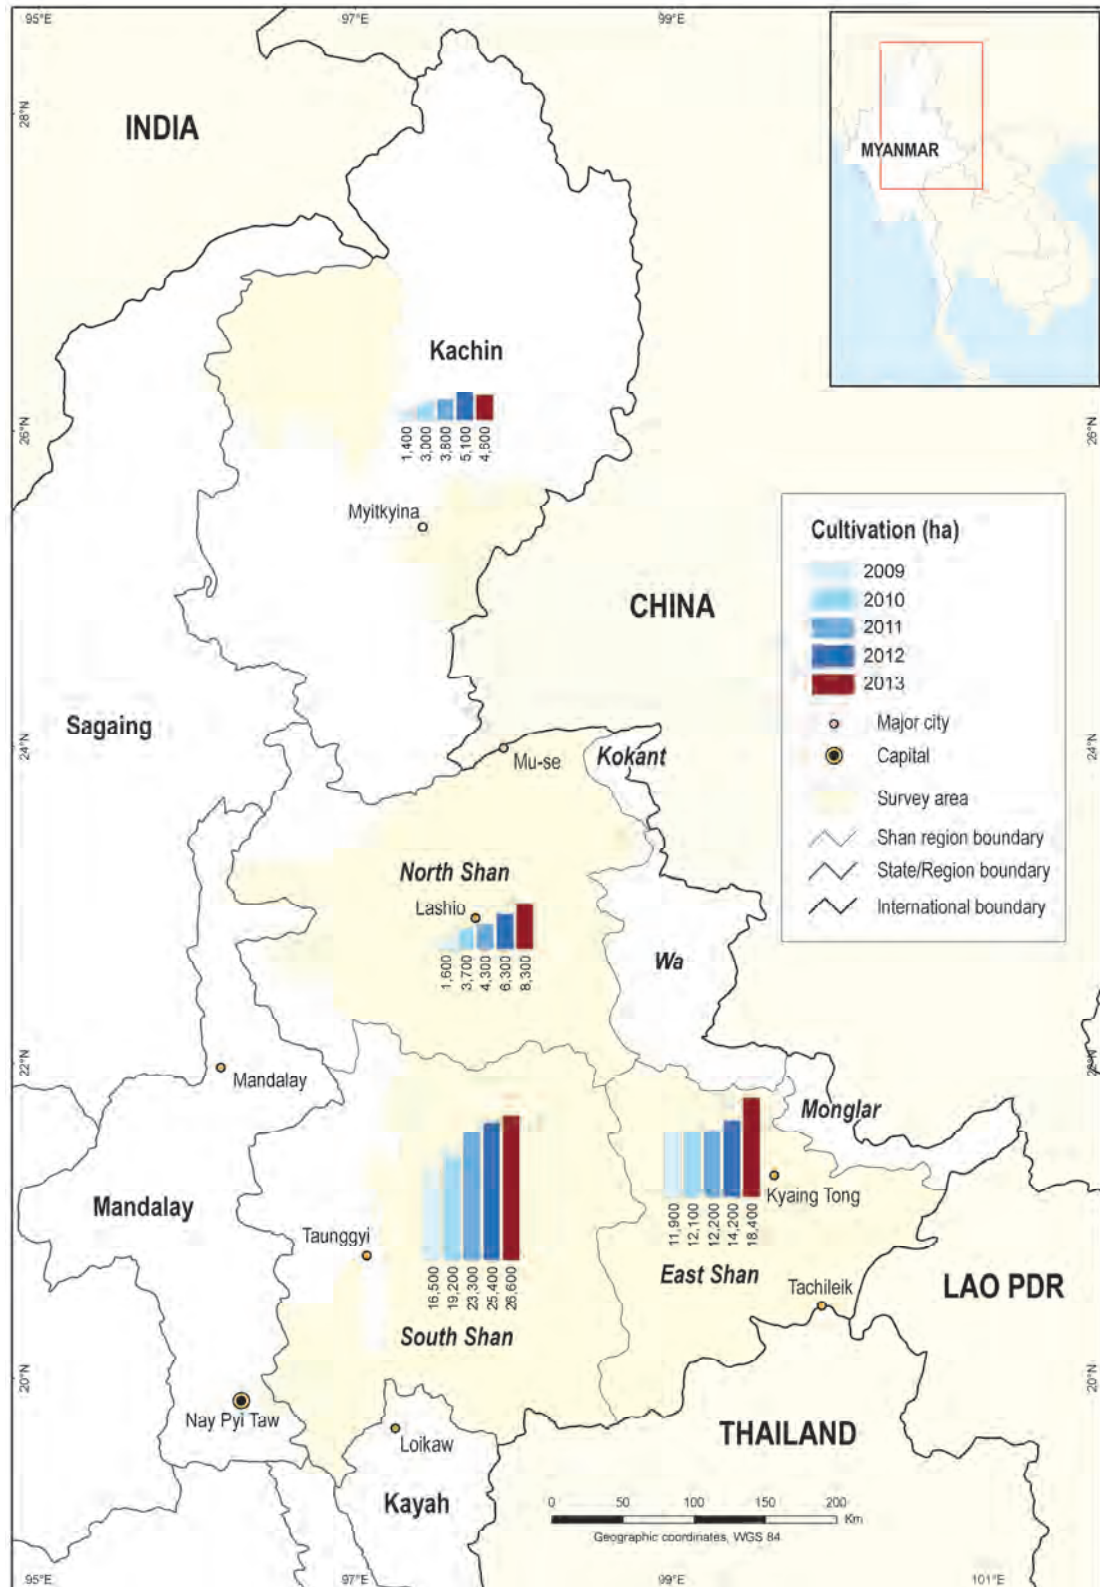 95°E
97°E
99°E
28°N
INDIA
MYANMAR
Kachin
26°N
26°N
1,400
3,000
3,800
5,100
4,600
Myitkyina
Cultivation (ha)
2009
2010
2011
2012
2013
Major city
Capital
Survey area
Shan region boundary
State/Region boundary
International boundary
CHINA
Sagaing
24°N
24°N
Mu-se
Kokant
North Shan
Lashio
1,600
3,700
4,300
6,300
8,300
Wa
22°N
22°N
Mandalay
Monglar
Mandalay
Kyaing Tong
11,900
12,100
12,200
14,200
18,400
Taunggyi
16,500
19,200
23,300
25,400
26,600
East Shan
Tachileik
LAO PDR
South Shan
20°N
20°N
Nay Pyi Taw
Loikaw
THAILAND
Kayah
0 50 100 150 200
Km
Geographic coordinates, WGS 84
95°E
97°E
99°E
101°E